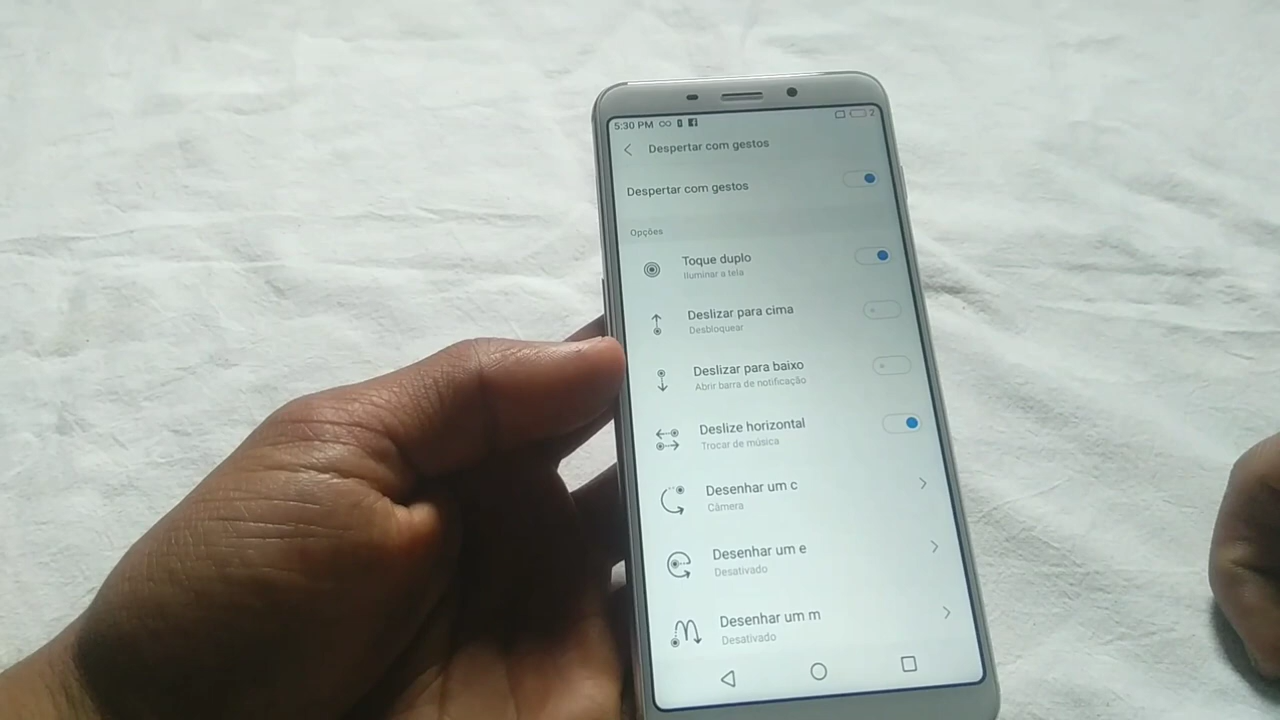 5:30 PM 2
Despertar com gestos
Despertar com gestos
Opções
Toque duplo
Iluminar a tela
Deslizar para cima
Desbloquear
Deslizar para baixo
Abrir barra de notificação
Deslize horizontal
Trocar de música
Desenhar um c
Câmera
Desenhar um e
Desativado
Desenhar um m
Desativado